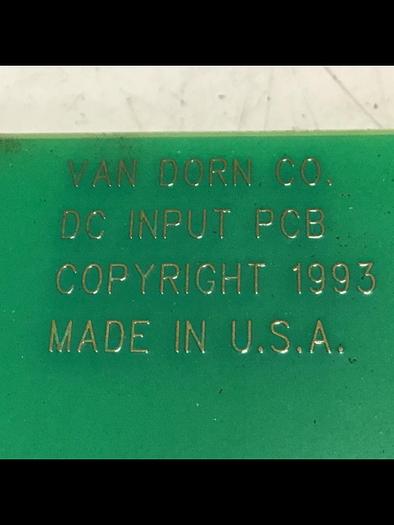 VAN DORN CO.
DC INPUT PCB
COPYRIGHT 1993
MADE IN U.S.A.